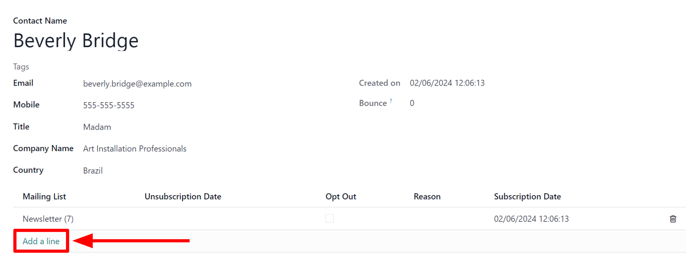 Contact Name
Beverly Bridge
Tags
Email beverly.bridge@example.com Created on 02/06/2024 12:06:13
Mobile 555-555-5555 Bounce ? 0
Title Madam
Company Name Art Installation Professionals
Country Brazil
Mailing List Unsubscription Date Opt Out Reason Subscription Date
Newsletter (7) 02/06/2024 12:06:13
Add a line